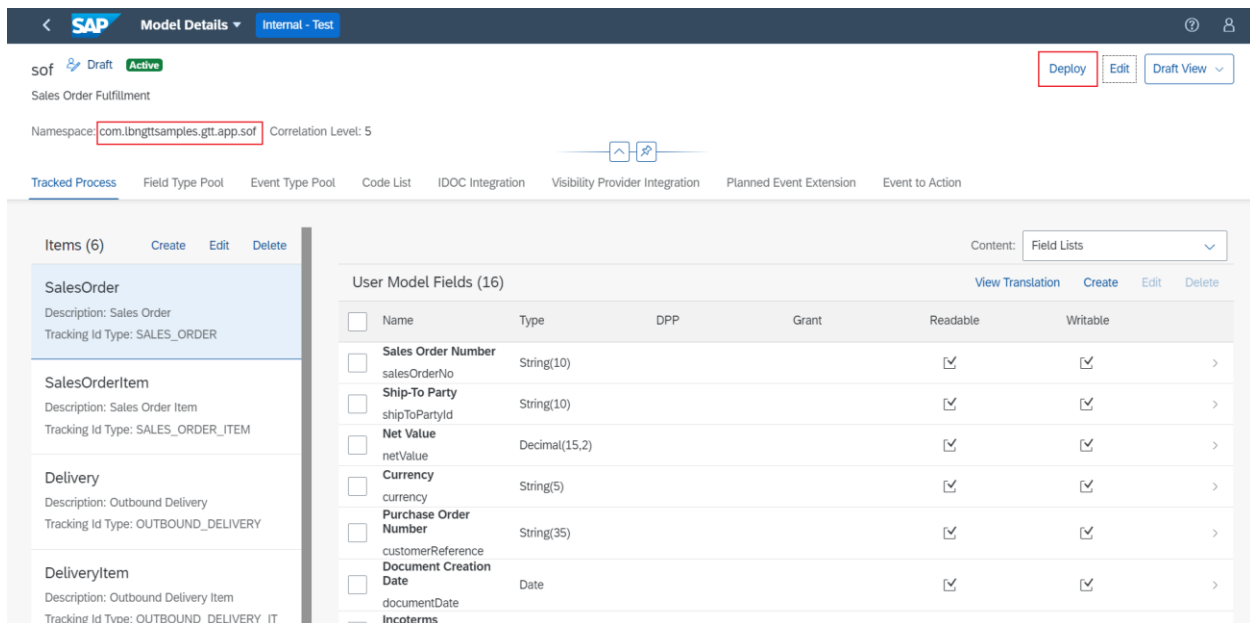 SAP Model Details Internal - Test
sof Draft Active
Deploy Edit Draft View
Sales Order Fulfillment
Namespace: com.lbngttsamples.gtt.app.sof Correlation Level: 5
Tracked Process Field Type Pool Event Type Pool Code List IDOC Integration Visibility Provider Integration Planned Event Extension Event to Action
Items (6) Create Edit Delete
SalesOrder
Description: Sales Order
Tracking Id Type: SALES_ORDER
SalesOrderItem
Description: Sales Order Item
Tracking Id Type: SALES_ORDER_ITEM
Delivery
Description: Outbound Delivery
Tracking Id Type: OUTBOUND_DELIVERY
DeliveryItem
Description: Outbound Delivery Item
Tracking Id Type: OUTBOUND_DELIVERY_IT
Content: Field Lists
User Model Fields (16) View Translation Create Edit Delete
Name Type DPP Grant Readable Writable
Sales Order Number
salesOrderNo
String(10)
Ship-To Party
shipToPartyId
String(10)
Net Value
netValue
Decimal(15,2)
Currency
currency
String(5)
Purchase Order
Number
customerReference
String(35)
Document Creation
Date
documentDate
Date
Incoterms